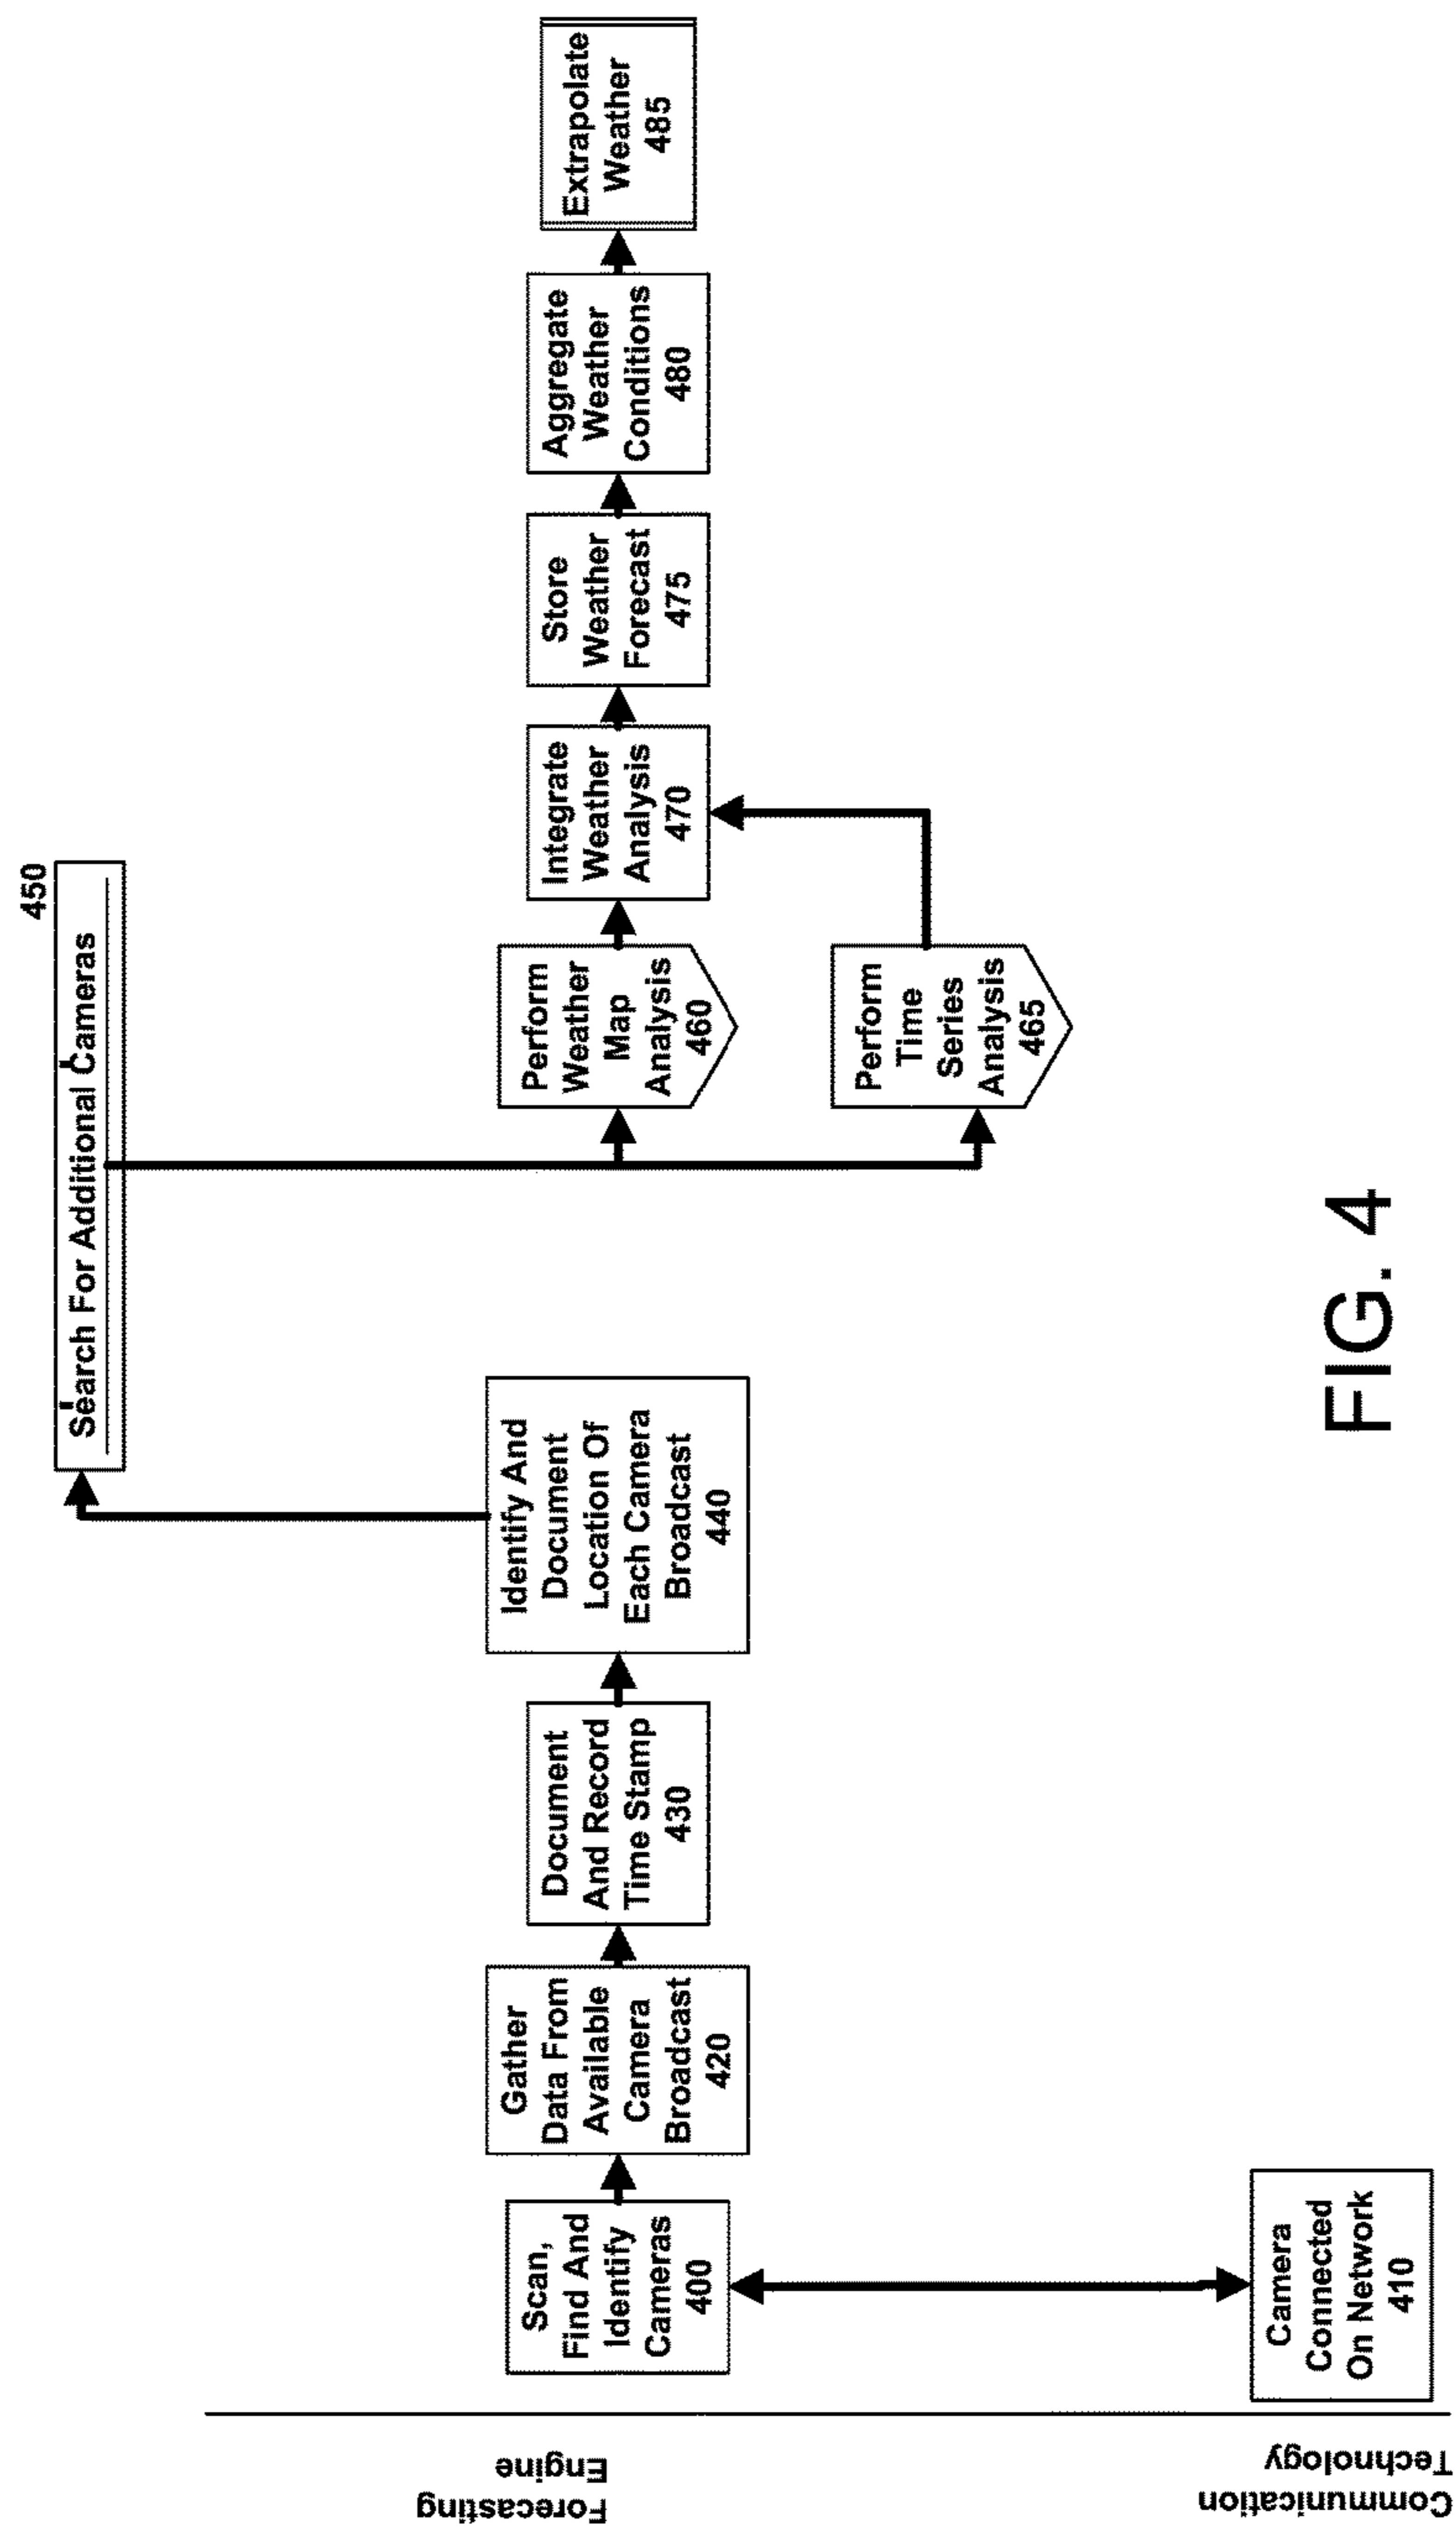 Forecasting
Engine
Communication
Technology
Scan,
Find And
Identify
Cameras
400
Camera
Connected
On Network
410
Gather
Data From
Available
Camera
Broadcast
420
Document
And Record
Time Stamp
430
Identify And
Document
Location Of
Each Camera
Broadcast
440
450
Search For Additional Cameras
Perform
Weather
Map
Analysis
460
Perform
Time
Series
Analysis
465
Integrate
Weather
Analysis
470
Store
Weather
Forecast
475
Aggregate
Weather
Conditions
480
Extrapolate
Weather
485
FIG. 4